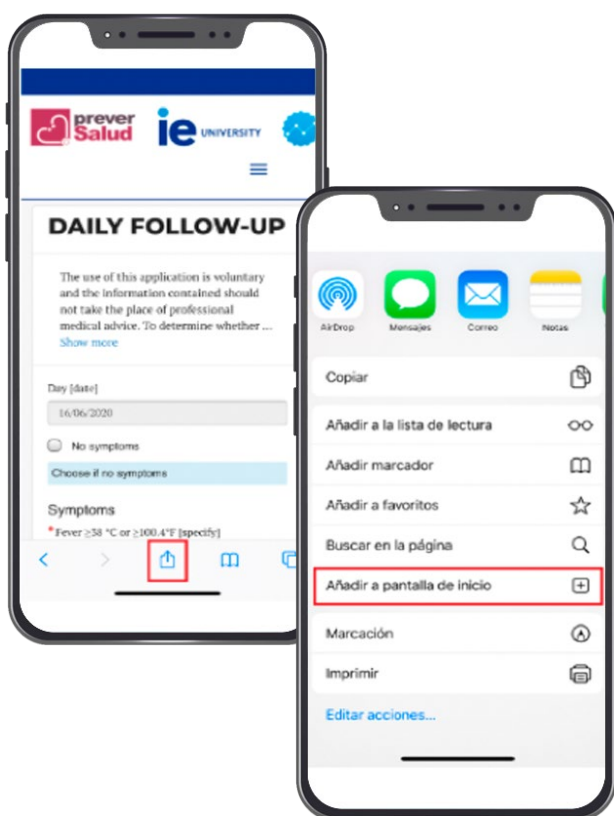 prever
Salud
ie UNIVERSITY
DAILY FOLLOW-UP
The use of this application is voluntary
and the information contained should
not take the place of professional
medical advice. To determine whether ...
Show more
Day [date]
16/06/2020
No symptoms
Choose if no symptoms
Symptoms
*Fever ≥38 °C or ≥100.4°F [specify]
AirDrop
Mensajes
Correo
Notas
Copiar
Añadir a la lista de lectura
Añadir marcador
Añadir a favoritos
Buscar en la página
Añadir a pantalla de inicio
Marcación
Imprimir
Editar acciones...